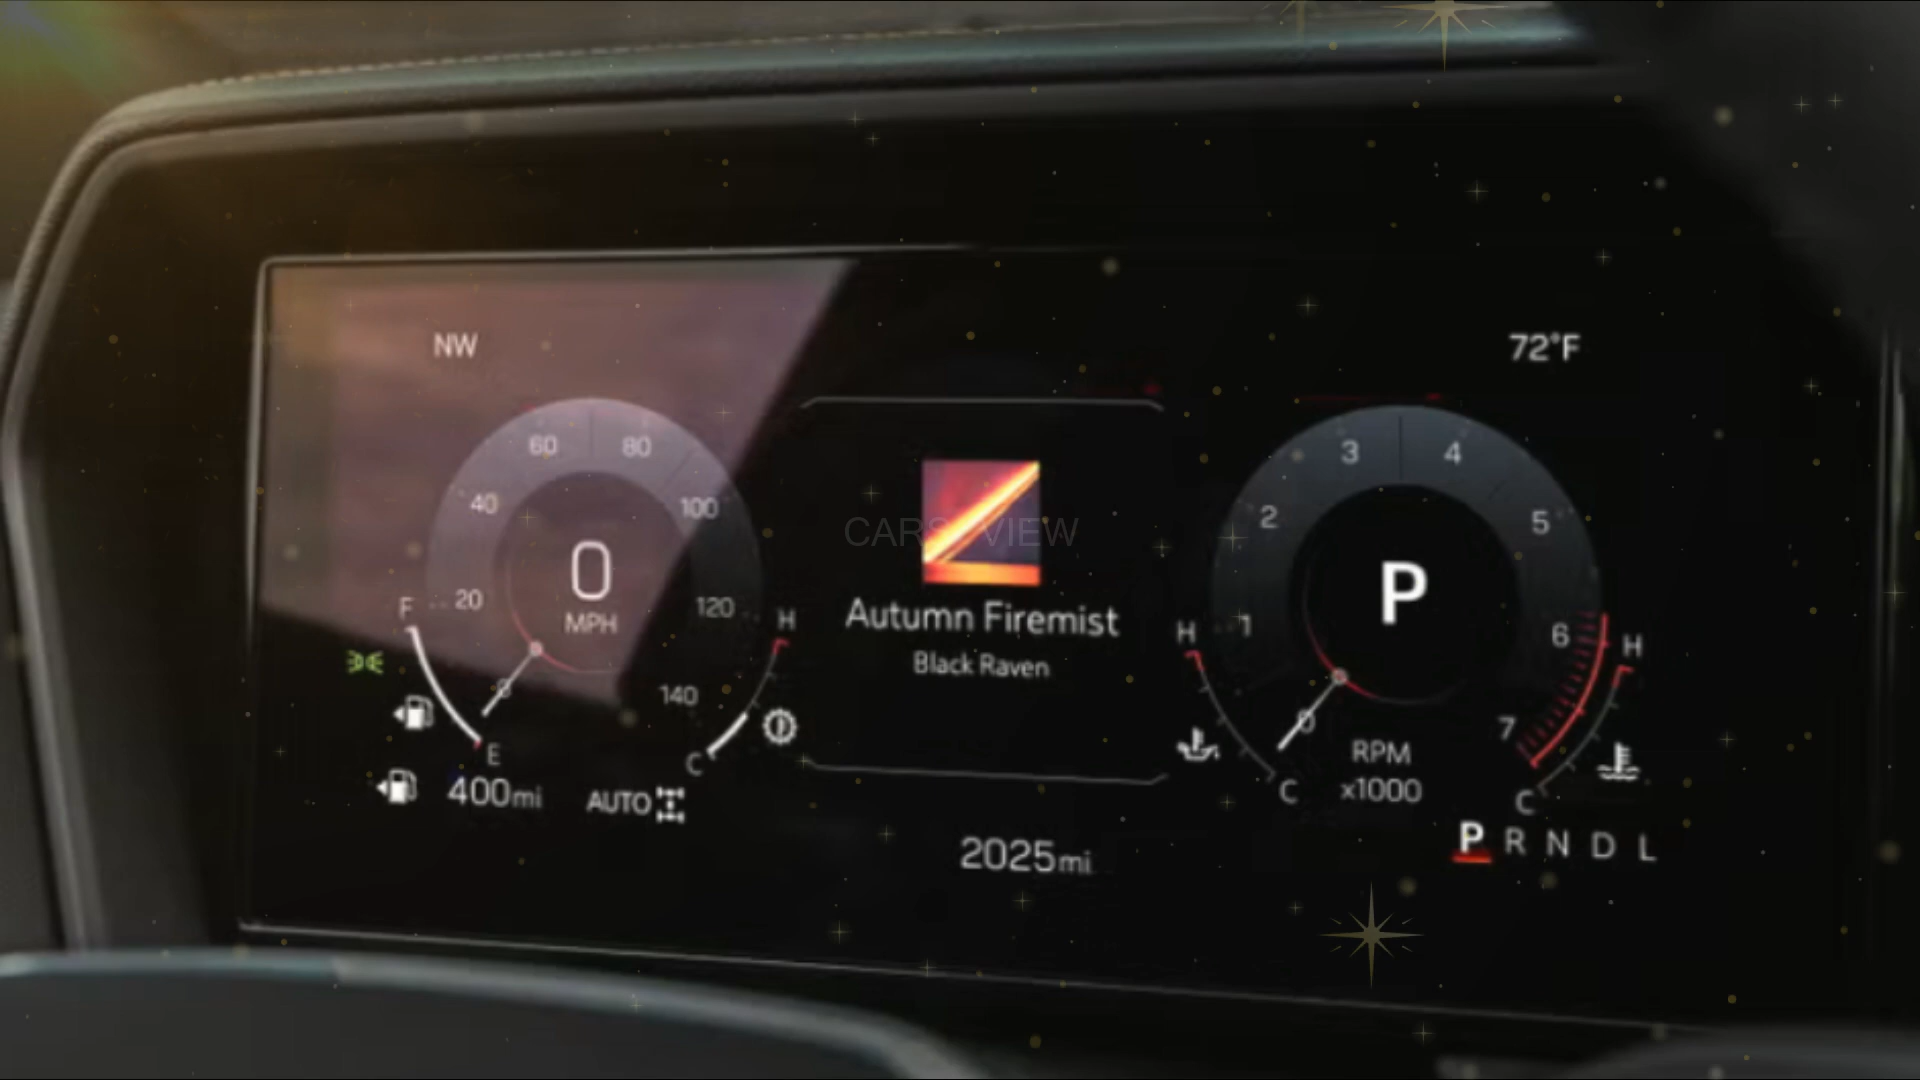 NW
72°F
60 80
40 100
20 120
0
MPH
0
140
F
E
H
C
400mi
AUTO
CARS VIEW
Autumn Firemist
Black Raven
2025mi
3 4
2 5
1 6
0 7
P
RPM
x1000
H
C
H
C
P R N D L